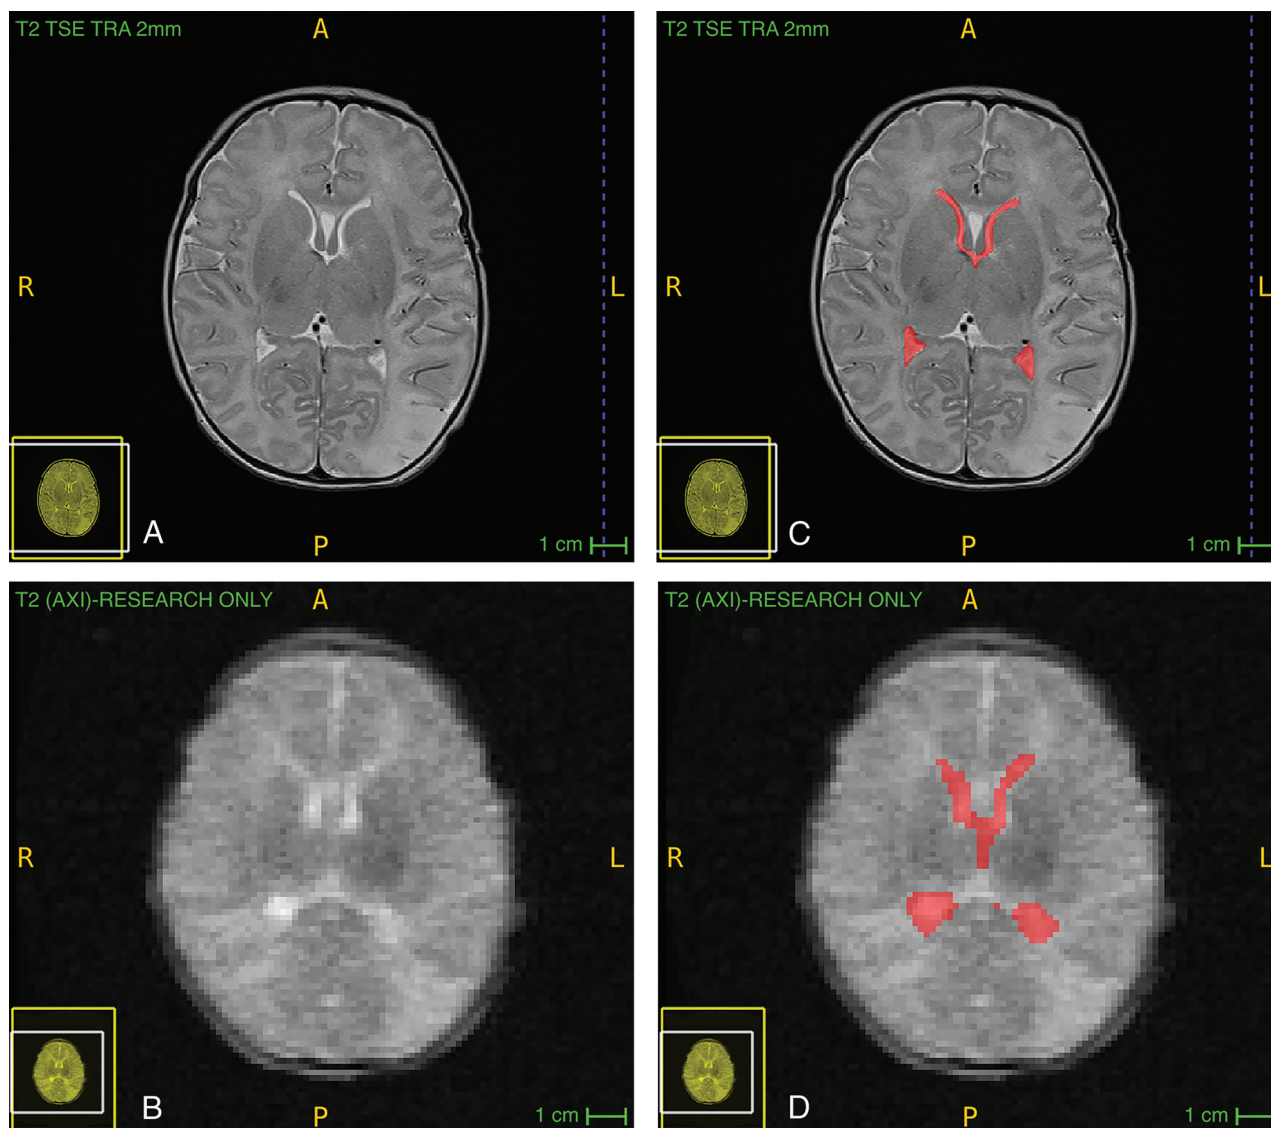 T2 TSE TRA 2mm
A
R
L
A
P
1 cm
T2 TSE TRA 2mm
A
R
L
C
P
1 cm
T2 (AXI)-RESEARCH ONLY
A
R
L
B
P
1 cm
T2 (AXI)-RESEARCH ONLY
A
R
L
D
P
1 cm